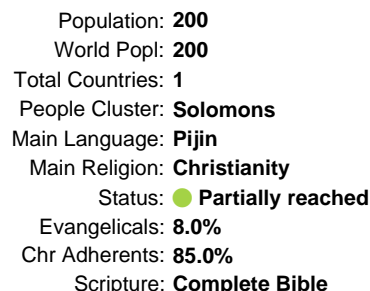 Population: 200
World Popl: 200
Total Countries: 1
People Cluster: Solomons
Main Language: Pijin
Main Religion: Christianity
Status: Partially reached
Evangelicals: 8.0%
Chr Adherents: 85.0%
Scripture: Complete Bible